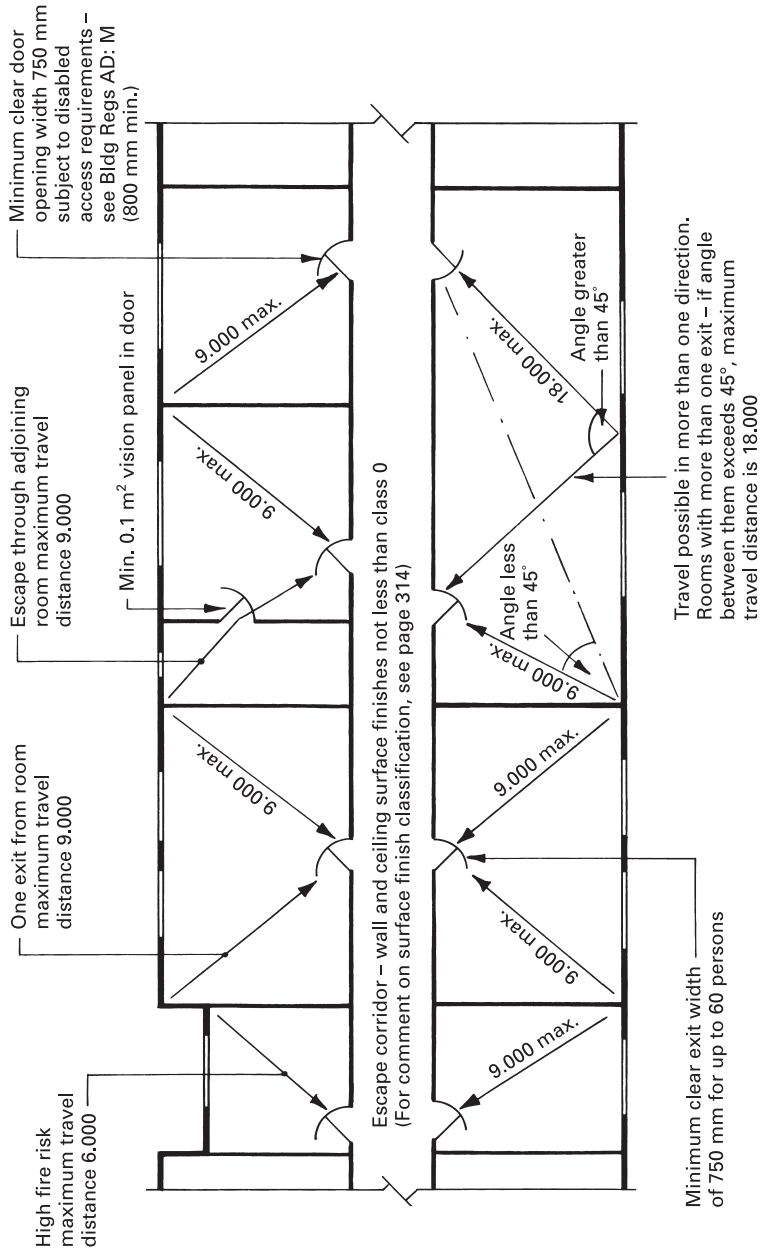 High fire risk
maximum travel
distance 6.000
One exit from room
maximum travel
distance 9.000
Escape through adjoining
room maximum travel
distance 9.000
Min. 0.1 m² vision panel in door
Minimum clear door
opening width 750 mm
subject to disabled
access requirements –
see Bldg Regs AD: M
(800 mm min.)
9.000 max.
9.000 max.
9.000 max.
Escape corridor – wall and ceiling surface finishes not less than class 0
(For comment on surface finish classification, see page 314)
9.000 max.
9.000 max.
9.000 max.
9.000 max.
Angle less
than 45°
18.000 max.
Angle greater
than 45°
Minimum clear exit width
of 750 mm for up to 60 persons
Travel possible in more than one direction.
Rooms with more than one exit – if angle
between them exceeds 45°, maximum
travel distance is 18.000